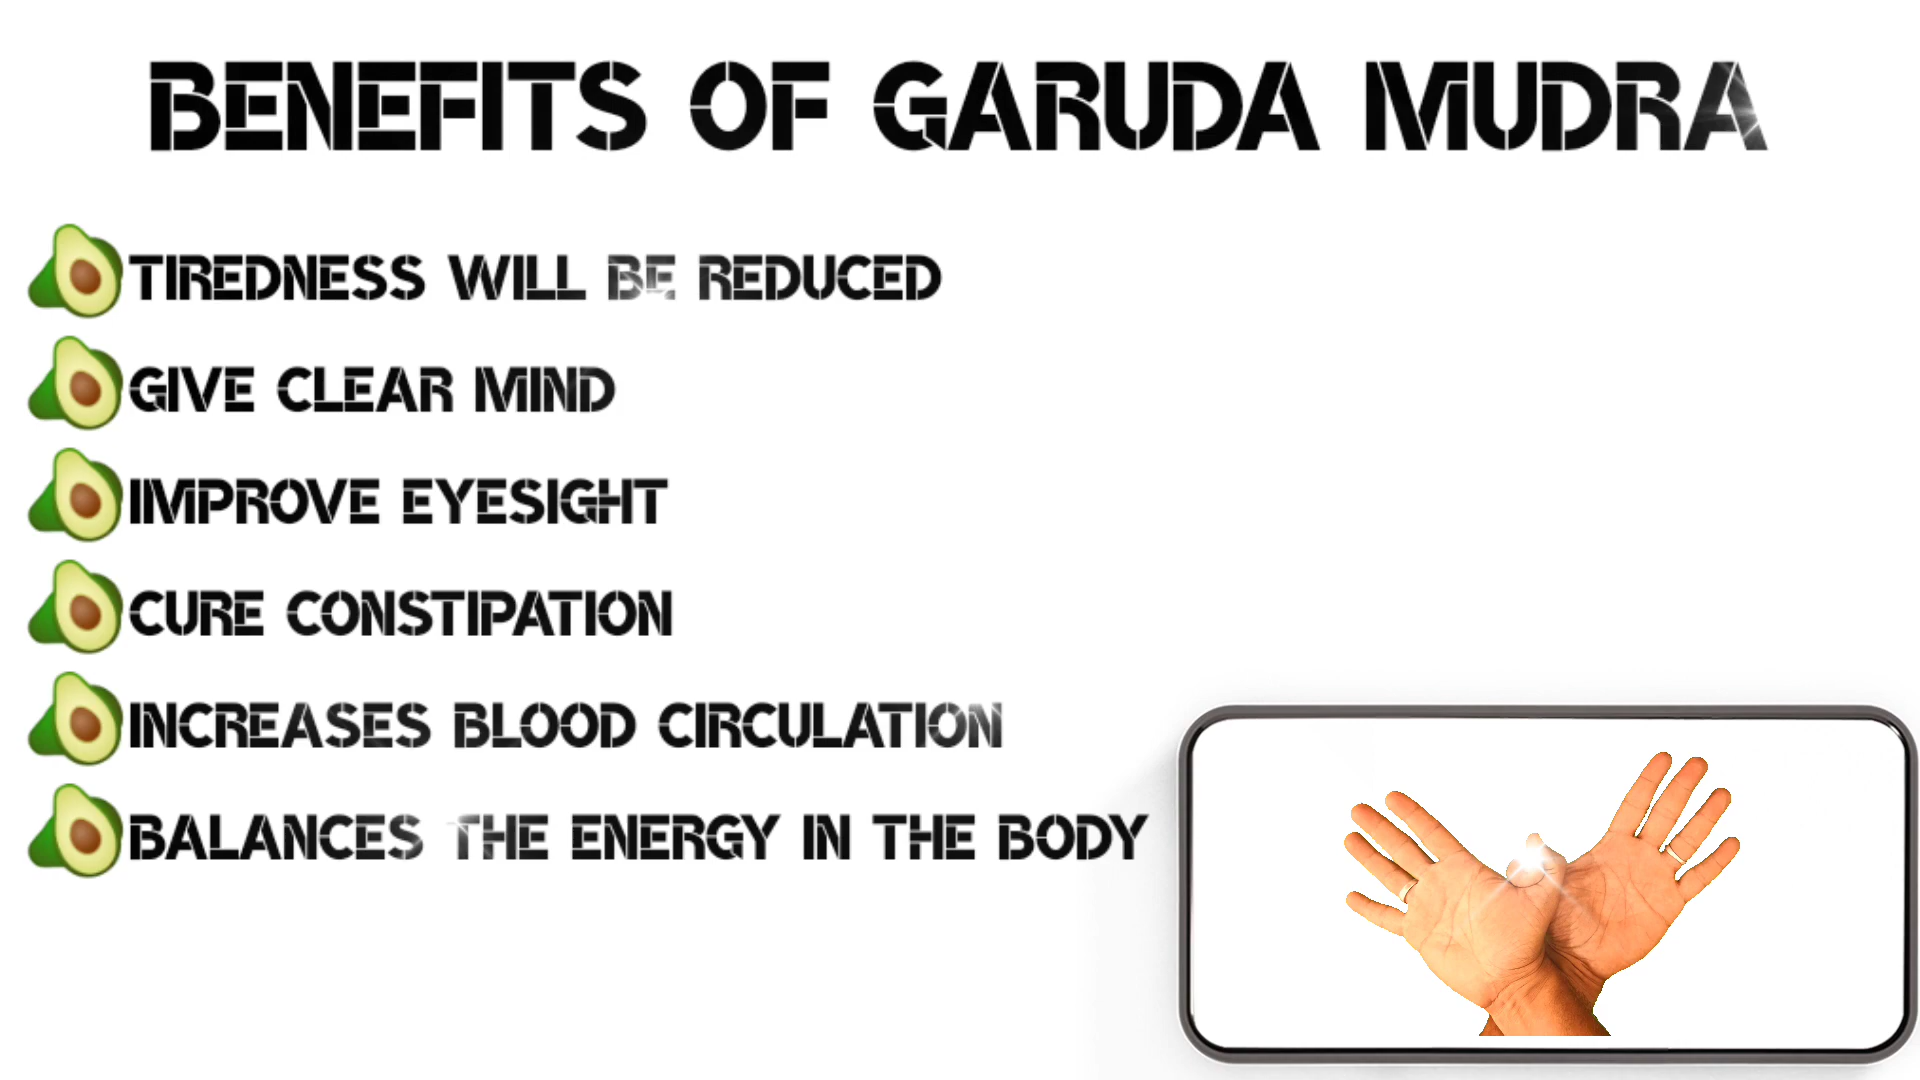 BENEFITS OF GARUDA MUDRA
TIREDNESS WILL BE REDUCED
GIVE CLEAR MIND
IMPROVE EYESIGHT
CURE CONSTIPATION
INCREASES BLOOD CIRCULATION
BALANCES THE ENERGY IN THE BODY